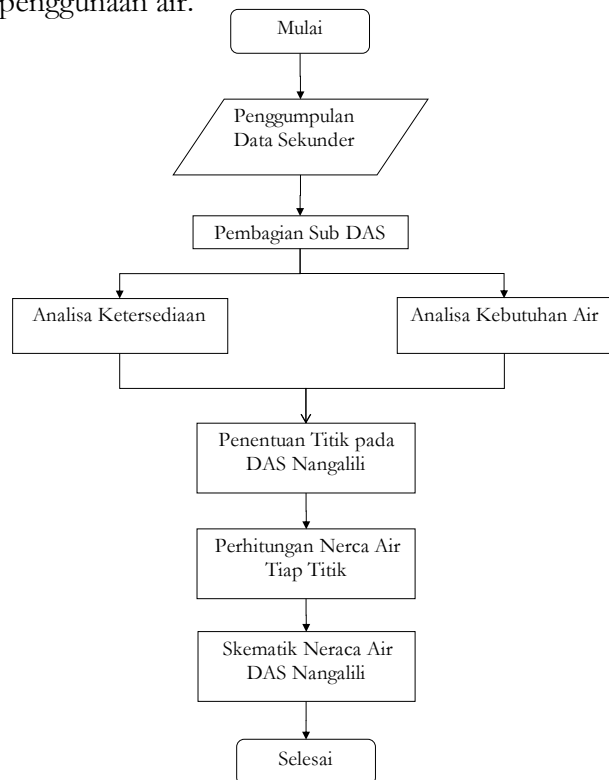 penggunaan air.
Mulai
Penggumpulan
Data Sekunder
Pembagian Sub DAS
Analisa Ketersediaan
Analisa Kebutuhan Air
Penentuan Titik pada
DAS Nangalili
Perhitungan Nerca Air
Tiap Titik
Skematik Neraca Air
DAS Nangalili
Selesai